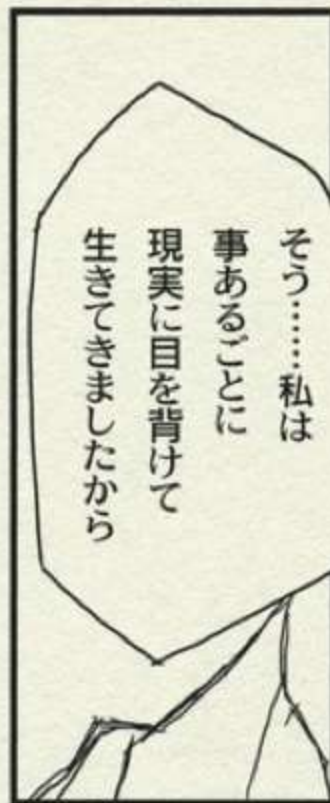 そう……私は
事あるごとに
現実に目を背けて
生きてきましたから